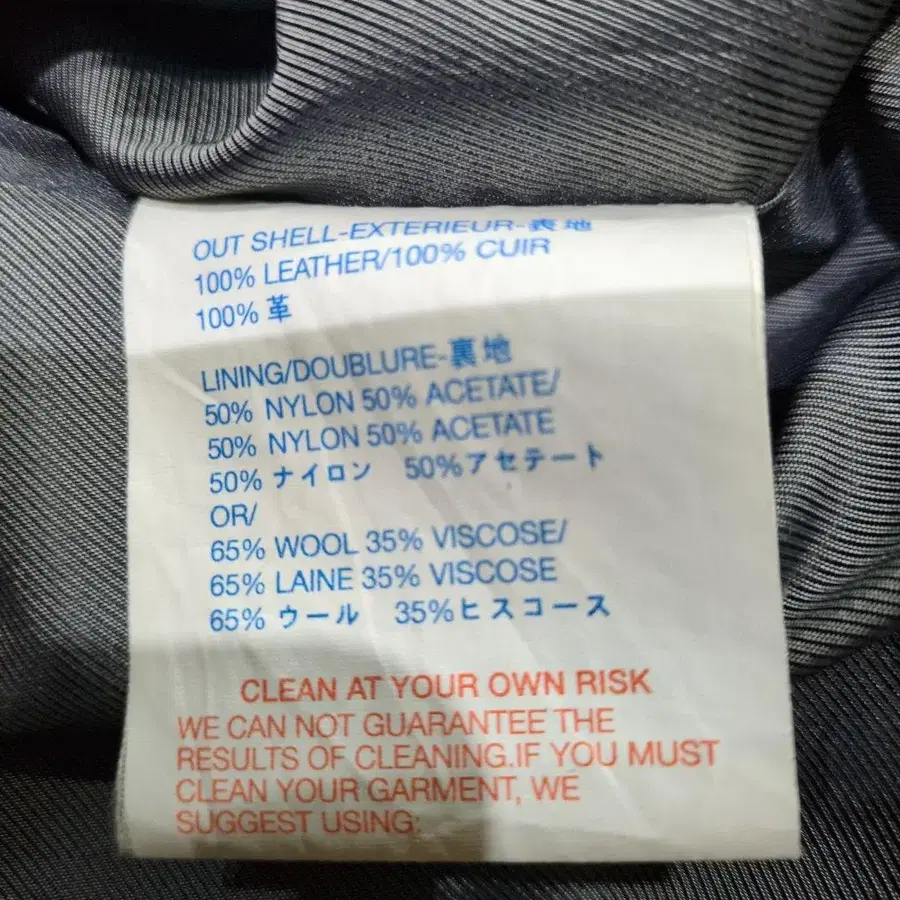 OUT SHELL-EXTERIEUR-表地
100% LEATHER/100% CUIR
100% 革
LINING/DOUBLURE-裏地
50% NYLON 50% ACETATE/
50% NYLON 50% ACETATE
50% ナイロン 50%アセテート
OR/
65% WOOL 35% VISCOSE/
65% LAINE 35% VISCOSE
65% ウール 35%ヒスコース
CLEAN AT YOUR OWN RISK
WE CAN NOT GUARANTEE THE
RESULTS OF CLEANING.IF YOU MUST
CLEAN YOUR GARMENT, WE
SUGGEST USING: